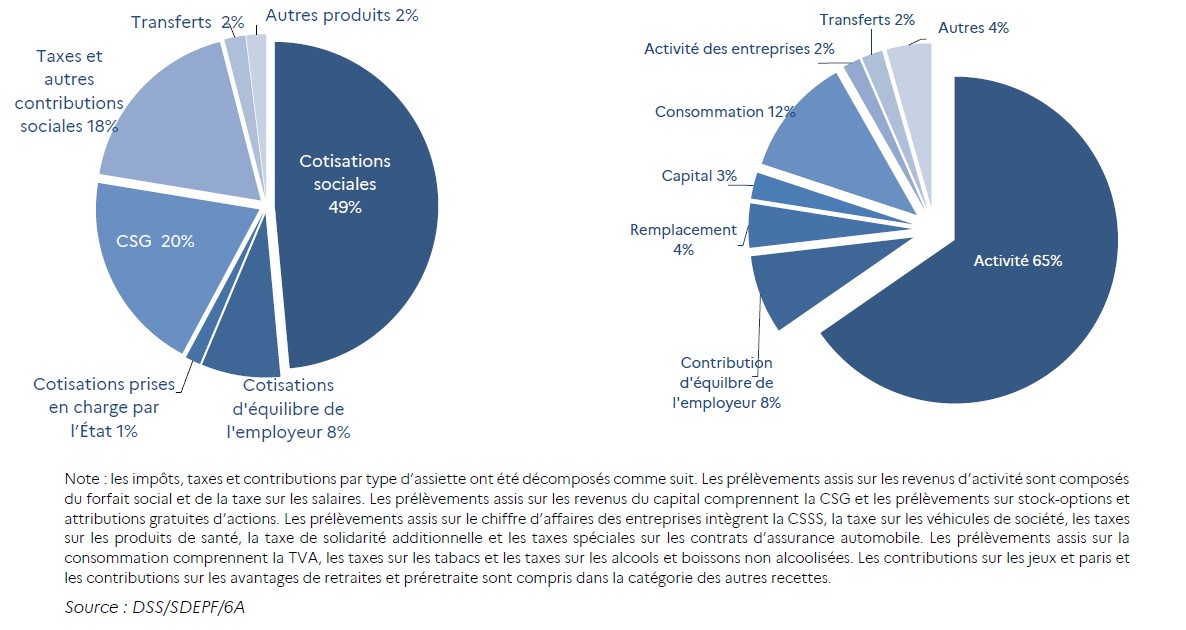 Transferts 2%
Autres produits 2%
Taxes et
autres
contributions
sociales 18%
Cotisations
sociales
49%
CSG 20%
Cotisations prises
en charge par
l’État 1%
Cotisations
d'équilibre de
l'employeur 8%
Transferts 2%
Autres 4%
Activité des entreprises 2%
Consommation 12%
Capital 3%
Remplacement
4%
Activité 65%
Contribution
d'équilbre de
l'employeur 8%
Note : les impôts, taxes et contributions par type d’assiette ont été décomposés comme suit. Les prélèvements assis sur les revenus d’activité sont composés
du forfait social et de la taxe sur les salaires. Les prélèvements assis sur les revenus du capital comprennent la CSG et les prélèvements sur stock-options et
attributions gratuites d’actions. Les prélèvements assis sur le chiffre d’affaires des entreprises intègrent la CSSS, la taxe sur les véhicules de société, les taxes
sur les produits de santé, la taxe de solidarité additionnelle et les taxes spéciales sur les contrats d’assurance automobile. Les prélèvements assis sur la
consommation comprennent la TVA, les taxes sur les tabacs et les taxes sur les alcools et boissons non alcoolisées. Les contributions sur les jeux et paris et
les contributions sur les avantages de retraites et préretraite sont compris dans la catégorie des autres recettes.
Source : DSS/SDEPF/6A